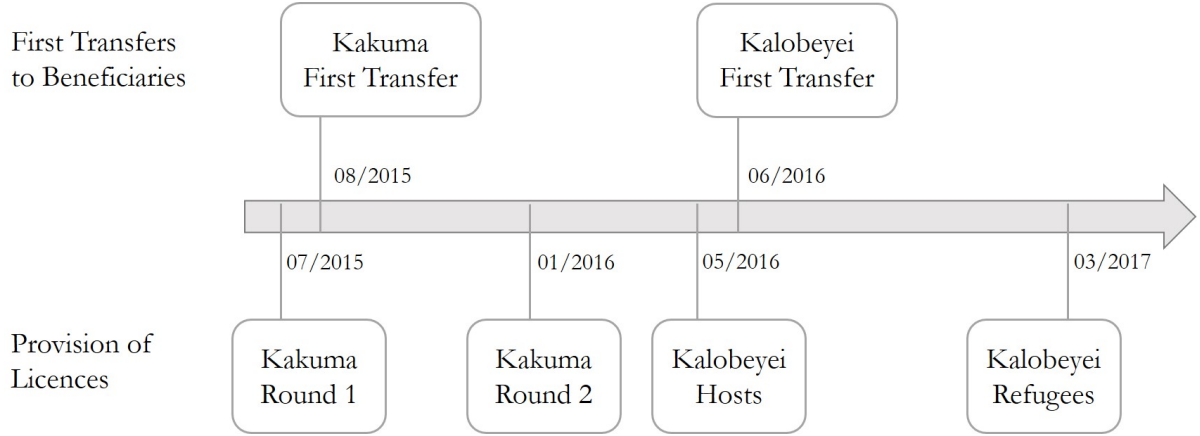 First Transfers
to Beneficiaries
Kakuma
First Transfer
Kalobeyei
First Transfer
08/2015
06/2016
07/2015
01/2016
05/2016
03/2017
Provision of
Licences
Kakuma
Round 1
Kakuma
Round 2
Kalobeyei
Hosts
Kalobeyei
Refugees